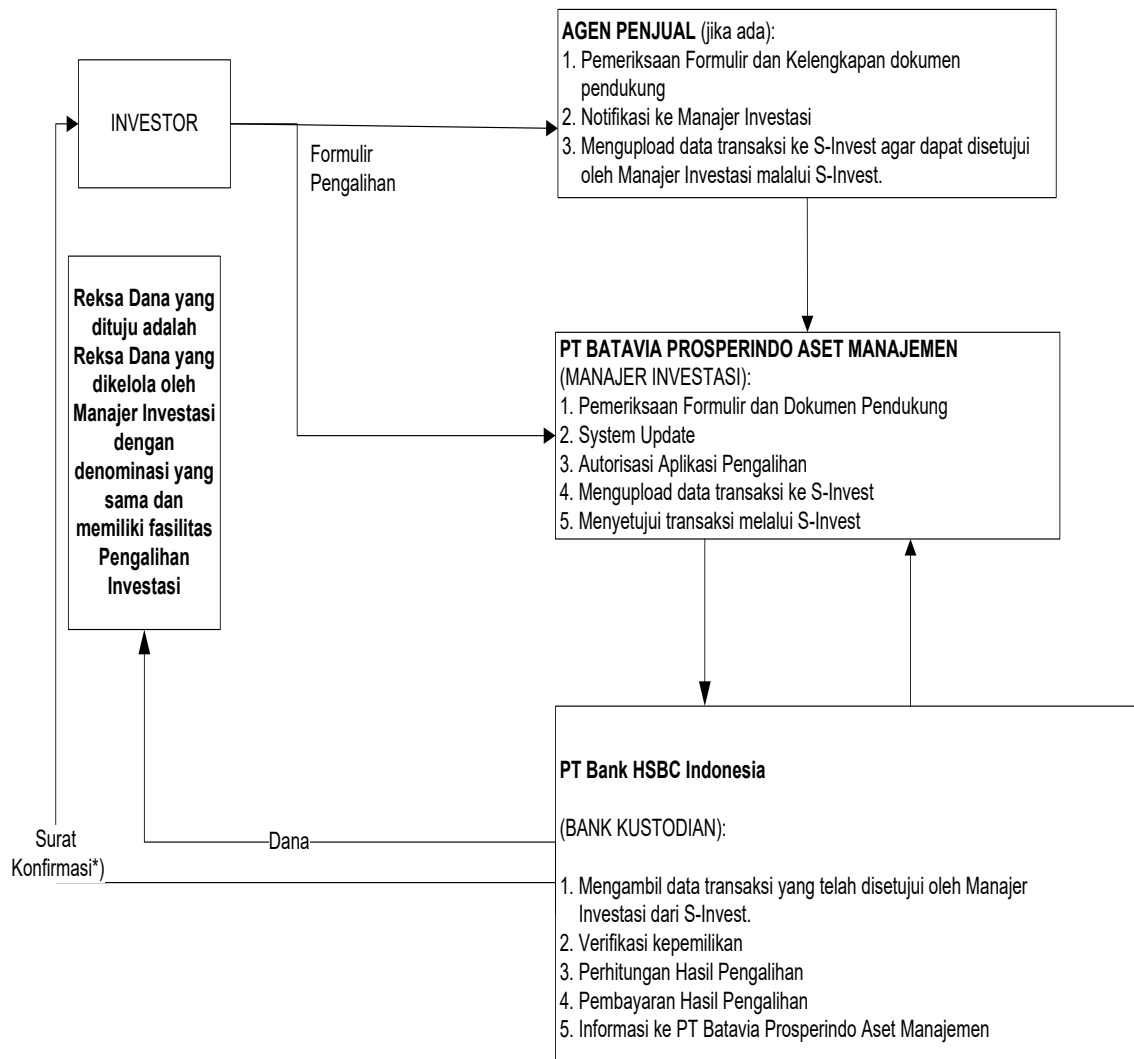 AGEN PENJUAL (jika ada):
1. Pemeriksaan Formulir dan Kelengkapan dokumen
pendukung
2. Notifikasi ke Manajer Investasi
3. Mengupload data transaksi ke S-Invest agar dapat disetujui
oleh Manajer Investasi malalui S-Invest.
INVESTOR
Formulir
Pengalihan
Reksa Dana yang
dituju adalah
Reksa Dana yang
dikelola oleh
Manajer Investasi
dengan
denominasi yang
sama dan
memiliki fasilitas
Pengalihan
Investasi
PT BATAVIA PROSPERINDO ASET MANAJEMEN
(MANAJER INVESTASI):
1. Pemeriksaan Formulir dan Dokumen Pendukung
2. System Update
3. Autorisasi Aplikasi Pengalihan
4. Mengupload data transaksi ke S-Invest
5. Menyetujui transaksi melalui S-Invest
Surat
Konfirmasi*)
Dana
PT Bank HSBC Indonesia
(BANK KUSTODIAN):
1. Mengambil data transaksi yang telah disetujui oleh Manajer
Investasi dari S-Invest.
2. Verifikasi kepemilikan
3. Perhitungan Hasil Pengalihan
4. Pembayaran Hasil Pengalihan
5. Informasi ke PT Batavia Prosperindo Aset Manajemen